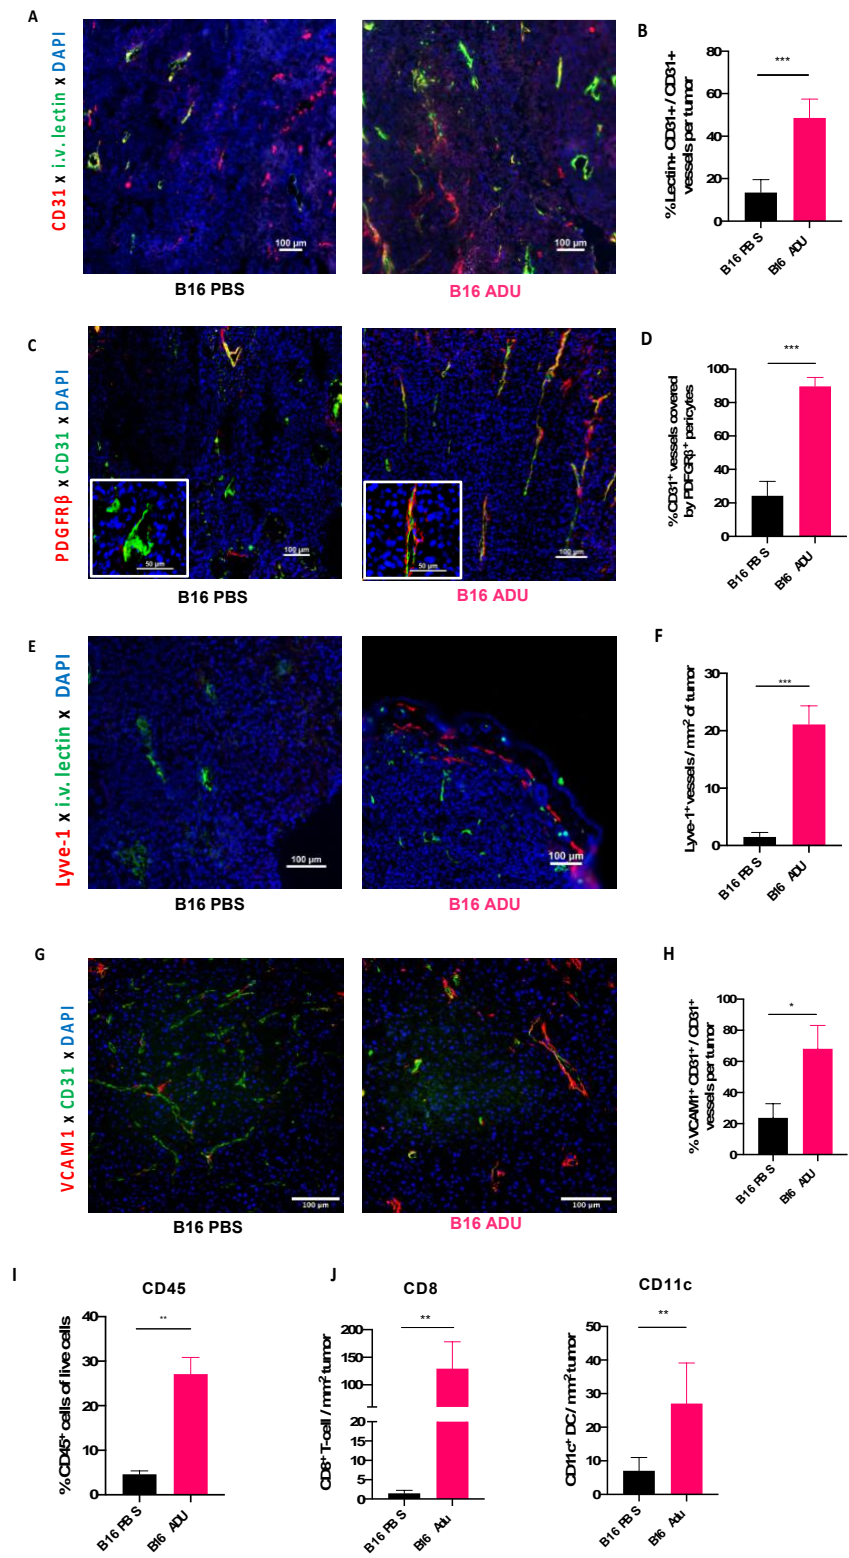 A
CD31 x i.v. lectin x DAPI
100 µm
100 µm
B16 PBS
B16 ADU
B
%Lectin+ CD31+ / CD31+
vessels per tumor
80
60
40
20
0
***
B16 PBS
B16 ADU
C
PDGFRβ x CD31 x DAPI
50 µm
100 µm
50 µm
100 µm
B16 PBS
B16 ADU
D
%CD31+ vessels covered
by PDFGRβ+ pericytes
100
80
60
40
20
0
***
B16 PBS
B16 ADU
E
Lyve-1 x i.v. lectin x DAPI
100 µm
100 µm
B16 PBS
B16 ADU
F
Lyve-1+ vessels / mm2 of tumor
30
20
10
0
***
B16 PBS
B16 ADU
G
VCAM1 x CD31 x DAPI
100 µm
100 µm
B16 PBS
B16 ADU
H
% VCAM1+ CD31+ / CD31+
vessels per tumor
100
80
60
40
20
0
*
B16 PBS
B16 ADU
I
CD45
%CD45+ cells of live cells
40
30
20
10
0
**
B16 PBS
B16 ADU
J
CD8
CD8+ T-cell / mm2 tumor
200
150
100
20
15
10
5
0
**
B16 PBS
B16 Adu
CD11c
CD11c+ DC / mm2 tumor
50
40
30
20
10
0
**
B16 PBS
B16 Adu